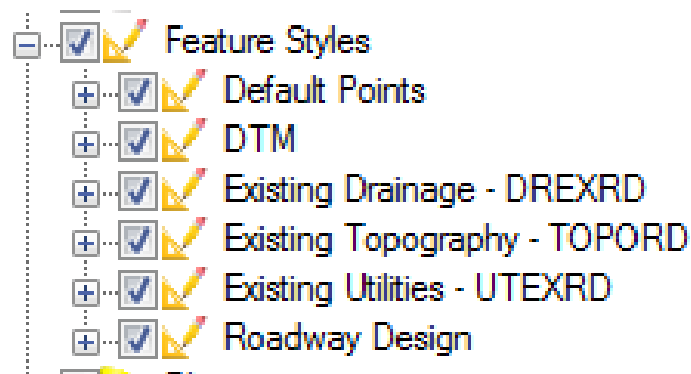 Feature Styles
Default Points
DTM
Existing Drainage - DREXRD
Existing Topography - TOPORD
Existing Utilities - UTEXRD
Roadway Design